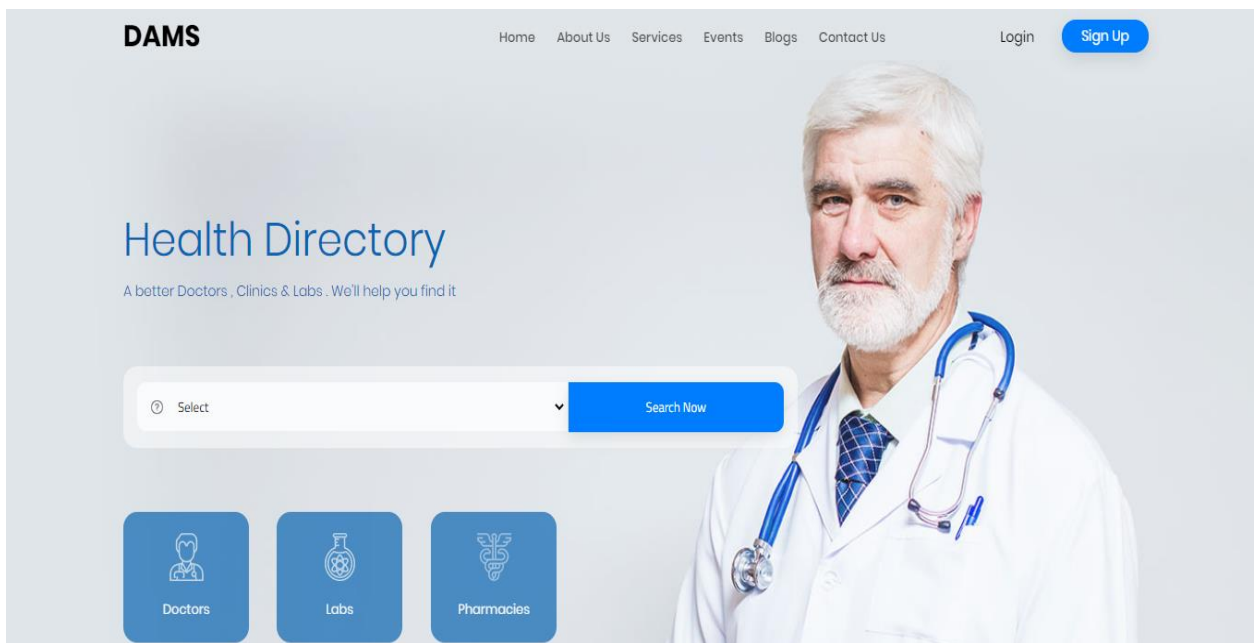 DAMS
Home About Us Services Events Blogs Contact Us Login Sign Up
Health Directory
A better Doctors , Clinics & Labs . We'll help you find it
Select Search Now
Doctors Labs Pharmacies